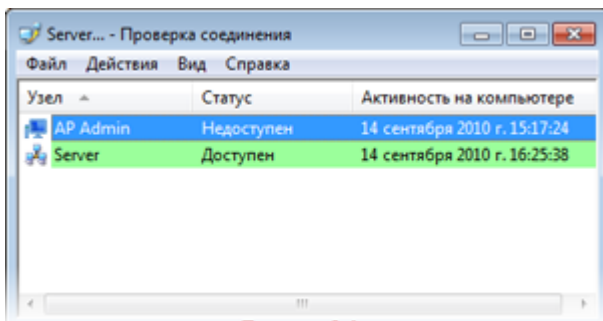 Server... - Проверка соединения
Файл Действия Вид Справка
Узел Статус Активность на компьютере
AP Admin Недоступен 14 сентября 2010 г. 15:17:24
Server Доступен 14 сентября 2010 г. 16:25:38